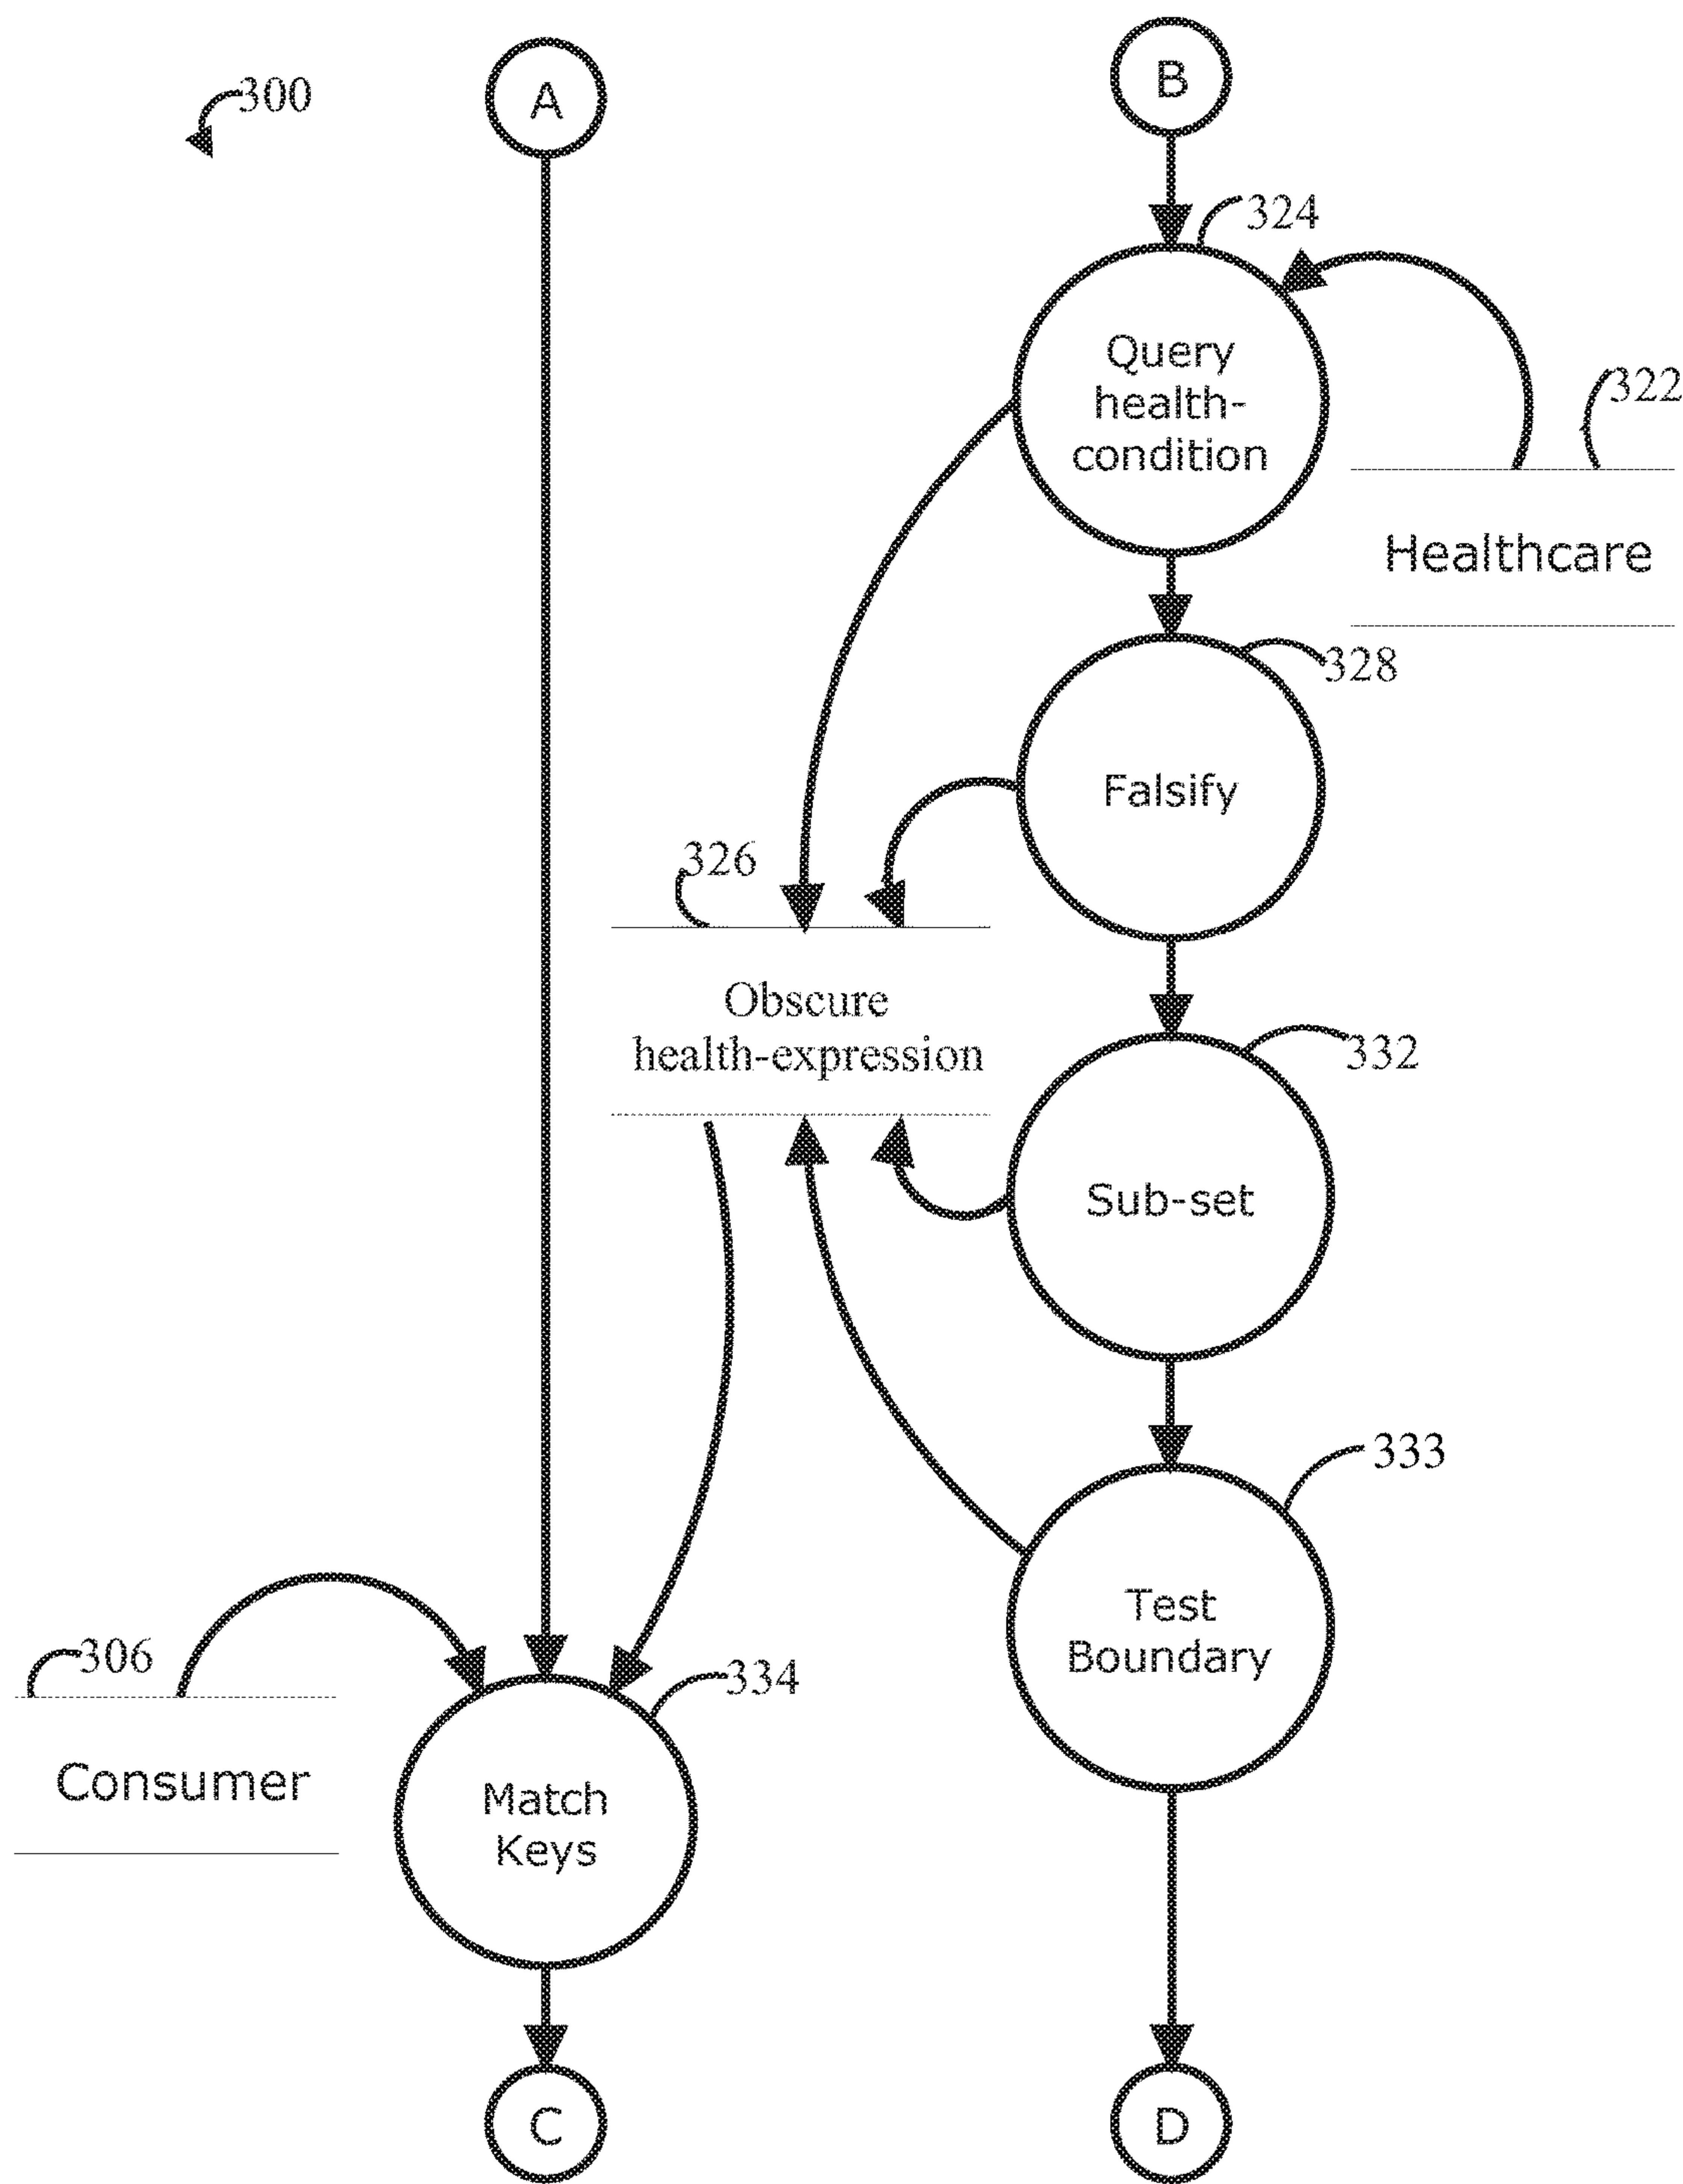 300
A
B
324
Query
health-
condition
322
Healthcare
328
Falsify
326
Obscure
health-expression
332
Sub-set
333
Test
Boundary
306
Consumer
334
Match
Keys
C
D